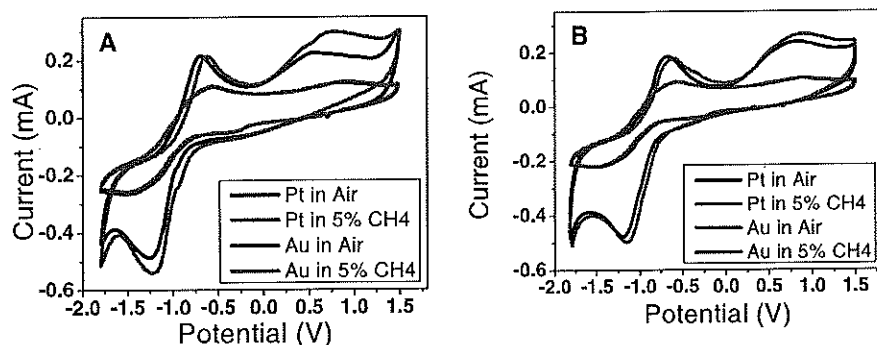 A
Current (mA)
0.2
0.0
-0.2
-0.4
-0.6
Pt in Air
Pt in 5% CH4
Au in Air
Au in 5% CH4
-2.0 -1.5 -1.0 -0.5 0.0 0.5 1.0 1.5
Potential (V)
B
Current (mA)
0.2
0.0
-0.2
-0.4
-0.6
Pt in Air
Pt in 5% CH4
Au in Air
Au in 5% CH4
-2.0 -1.5 -1.0 -0.5 0.0 0.5 1.0 1.5
Potential (V)